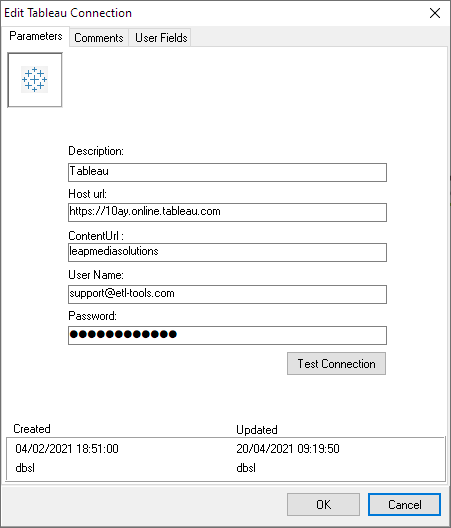 Edit Tableau Connection
Parameters Comments User Fields
Description:
Tableau
Host url:
https://10ay.online.tableau.com
ContentUrl :
leapmediasolutions
User Name:
support@etl-tools.com
Password:
●●●●●●●●●●●●
Test Connection
Created Updated
04/02/2021 18:51:00 20/04/2021 09:19:50
dbsl dbsl
OK Cancel